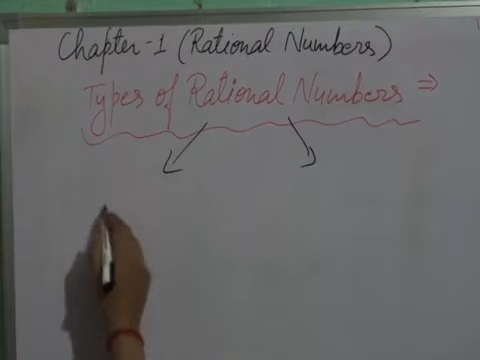 Chapter-1 (Rational Numbers)
Types of Rational Numbers ⇒